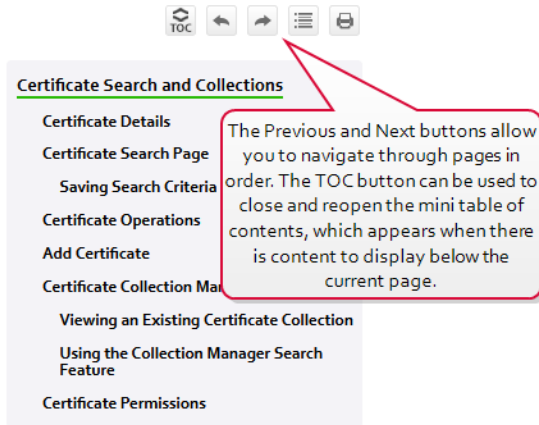 TOC
Certificate Search and Collections
Certificate Details
Certificate Search Page
Saving Search Criteria
Certificate Operations
Add Certificate
Certificate Collection Ma
Viewing an Existing Certificate Collection
Using the Collection Manager Search
Feature
Certificate Permissions
The Previous and Next buttons allow
you to navigate through pages in
order. The TOC button can be used to
close and reopen the mini table of
contents, which appears when there
is content to display below the
current page.